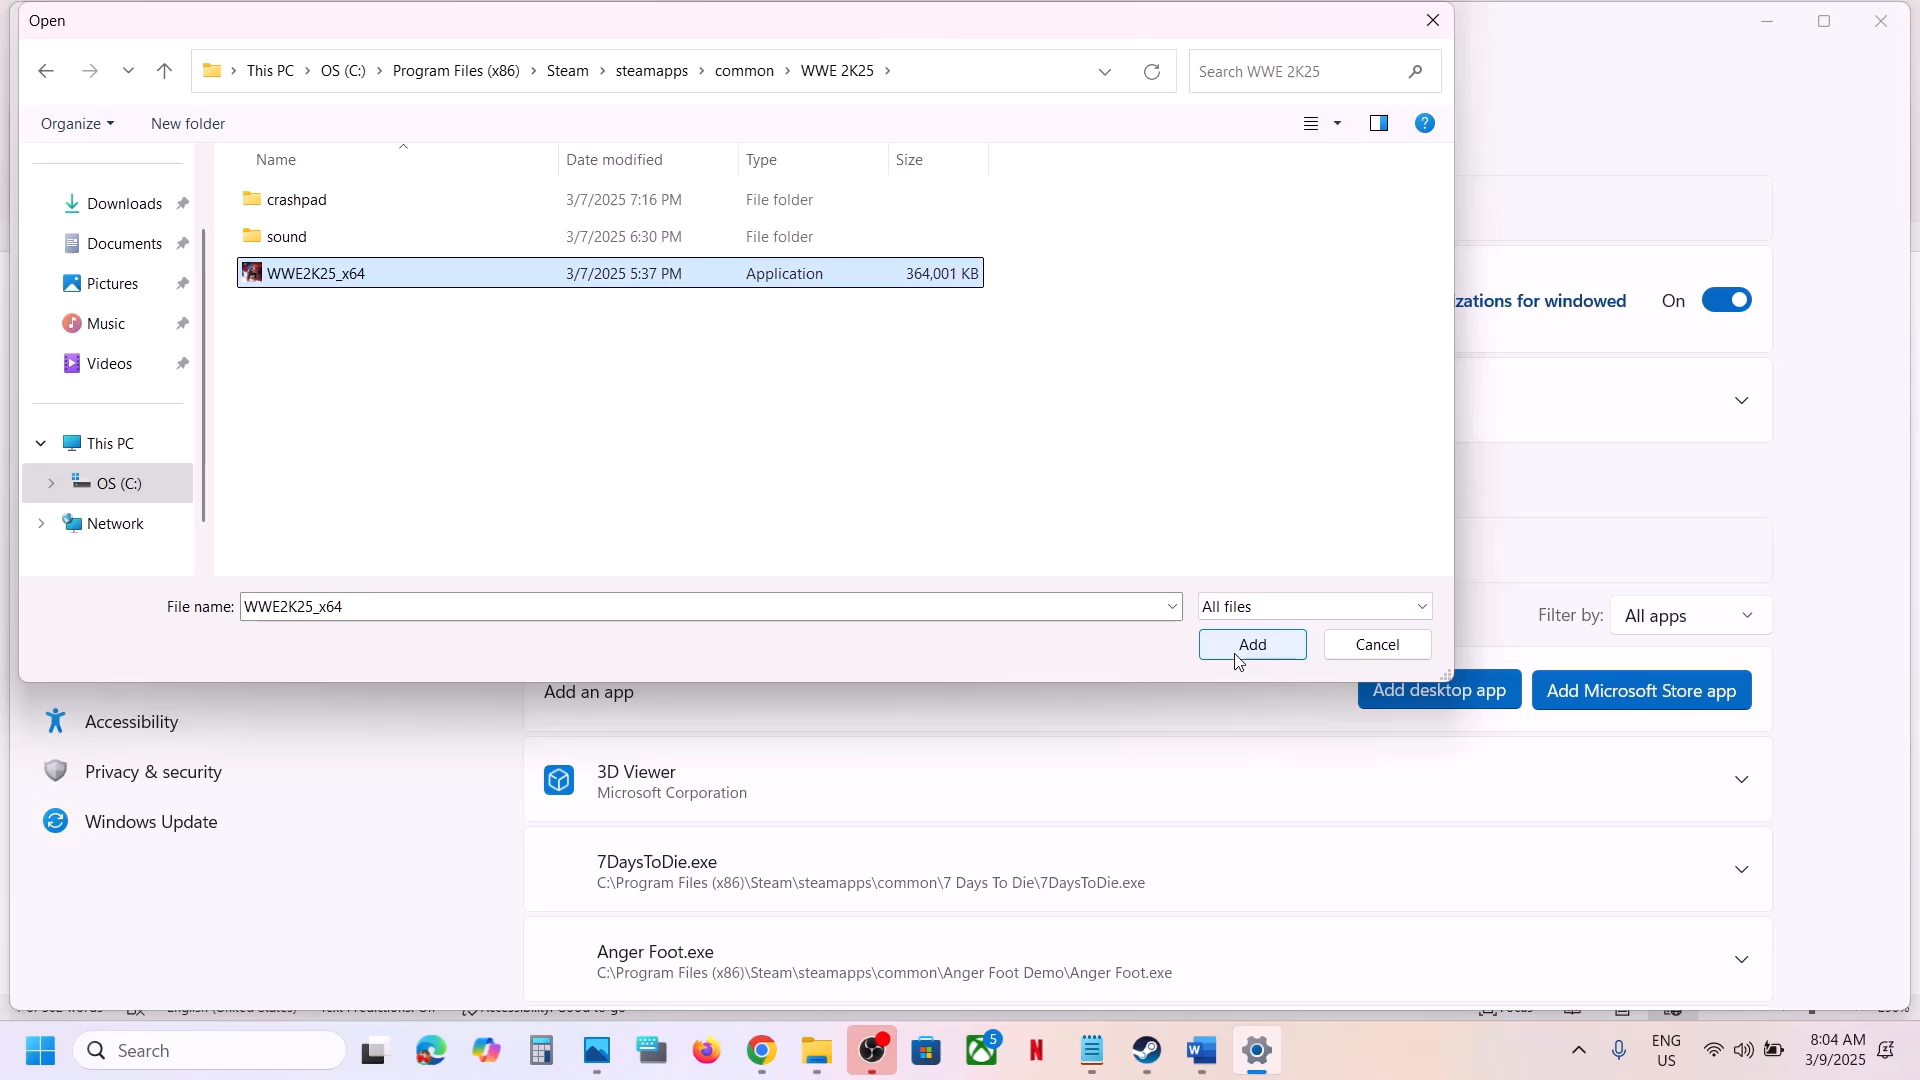 Open
This PC > OS (C:) > Program Files (x86) > Steam > steamapps > common > WWE 2K25 >
Search WWE 2K25
Organize
New folder
?
Name
Date modified
Type
Size
crashpad
3/7/2025 7:16 PM
File folder
sound
3/7/2025 6:30 PM
File folder
WWE2K25_x64
3/7/2025 5:37 PM
Application
364,001 KB
Downloads
Documents
Pictures
Music
Videos
This PC
OS (C:)
Network
File name:
WWE2K25_x64
All files
Add
Cancel
izations for windowed
On
Filter by:
All apps
Add an app
Add desktop app
Add Microsoft Store app
Accessibility
Privacy & security
Windows Update
3D Viewer
Microsoft Corporation
7DaysToDie.exe
C:\Program Files (x86)\Steam\steamapps\common\7 Days To Die\7DaysToDie.exe
Anger Foot.exe
C:\Program Files (x86)\Steam\steamapps\common\Anger Foot Demo\Anger Foot.exe
Search
5
ENG
US
8:04 AM
3/9/2025